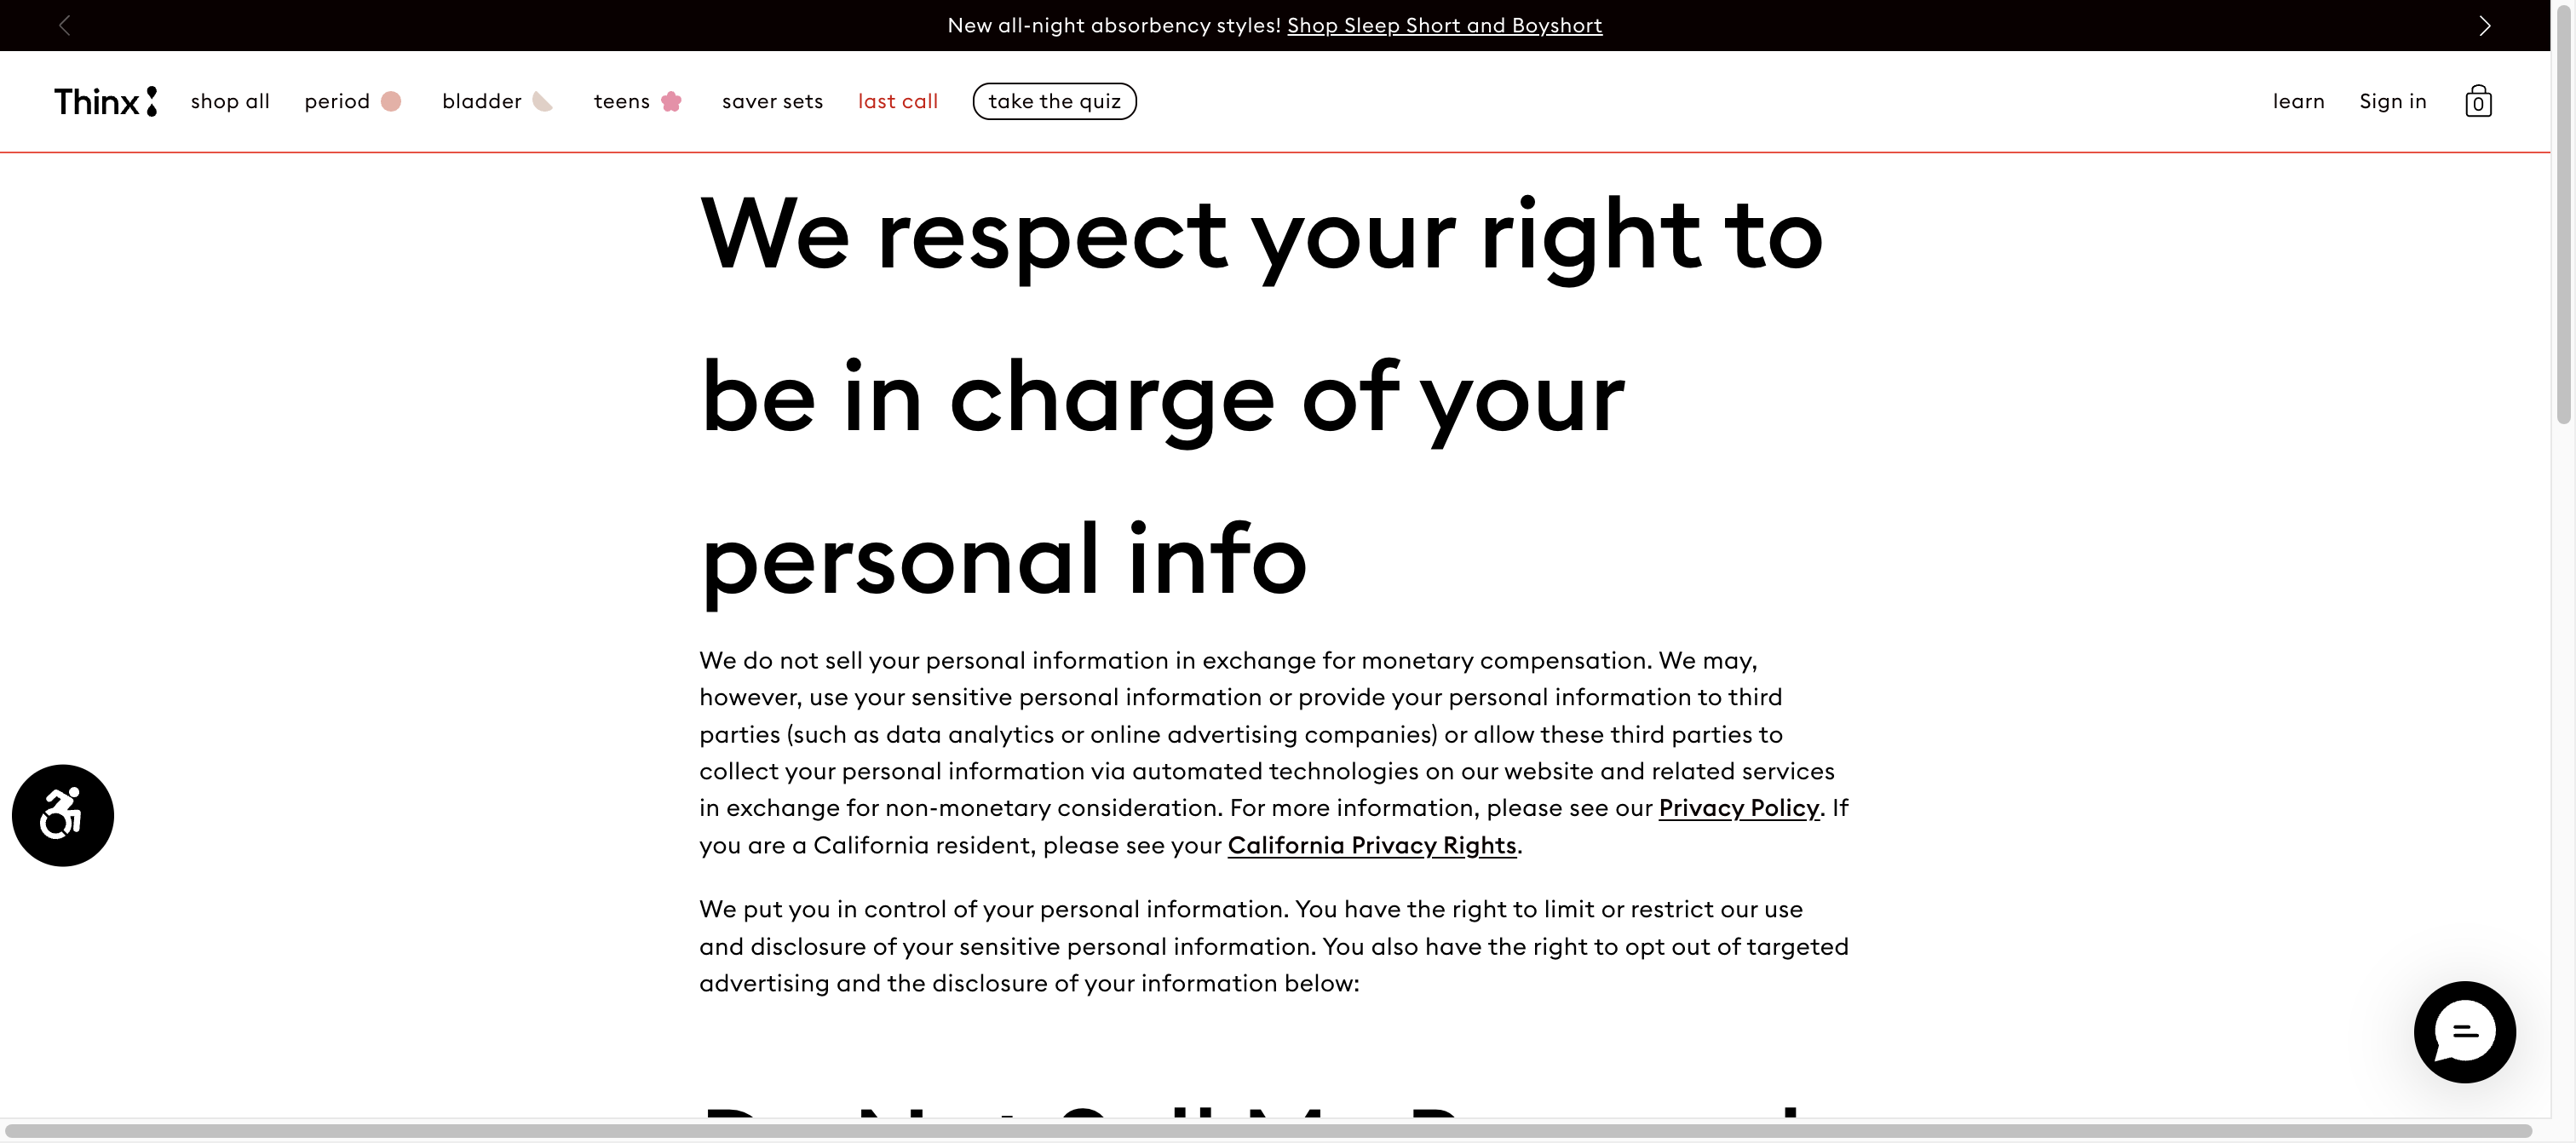 New all-night absorbency styles! Shop Sleep Short and Boyshort
Thinx shop all period bladder teens saver sets last call take the quiz learn Sign in 0
We respect your right to
be in charge of your
personal info
We do not sell your personal information in exchange for monetary compensation. We may,
however, use your sensitive personal information or provide your personal information to third
parties (such as data analytics or online advertising companies) or allow these third parties to
collect your personal information via automated technologies on our website and related services
in exchange for non-monetary consideration. For more information, please see our Privacy Policy. If
you are a California resident, please see your California Privacy Rights.
We put you in control of your personal information. You have the right to limit or restrict our use
and disclosure of your sensitive personal information. You also have the right to opt out of targeted
advertising and the disclosure of your information below: